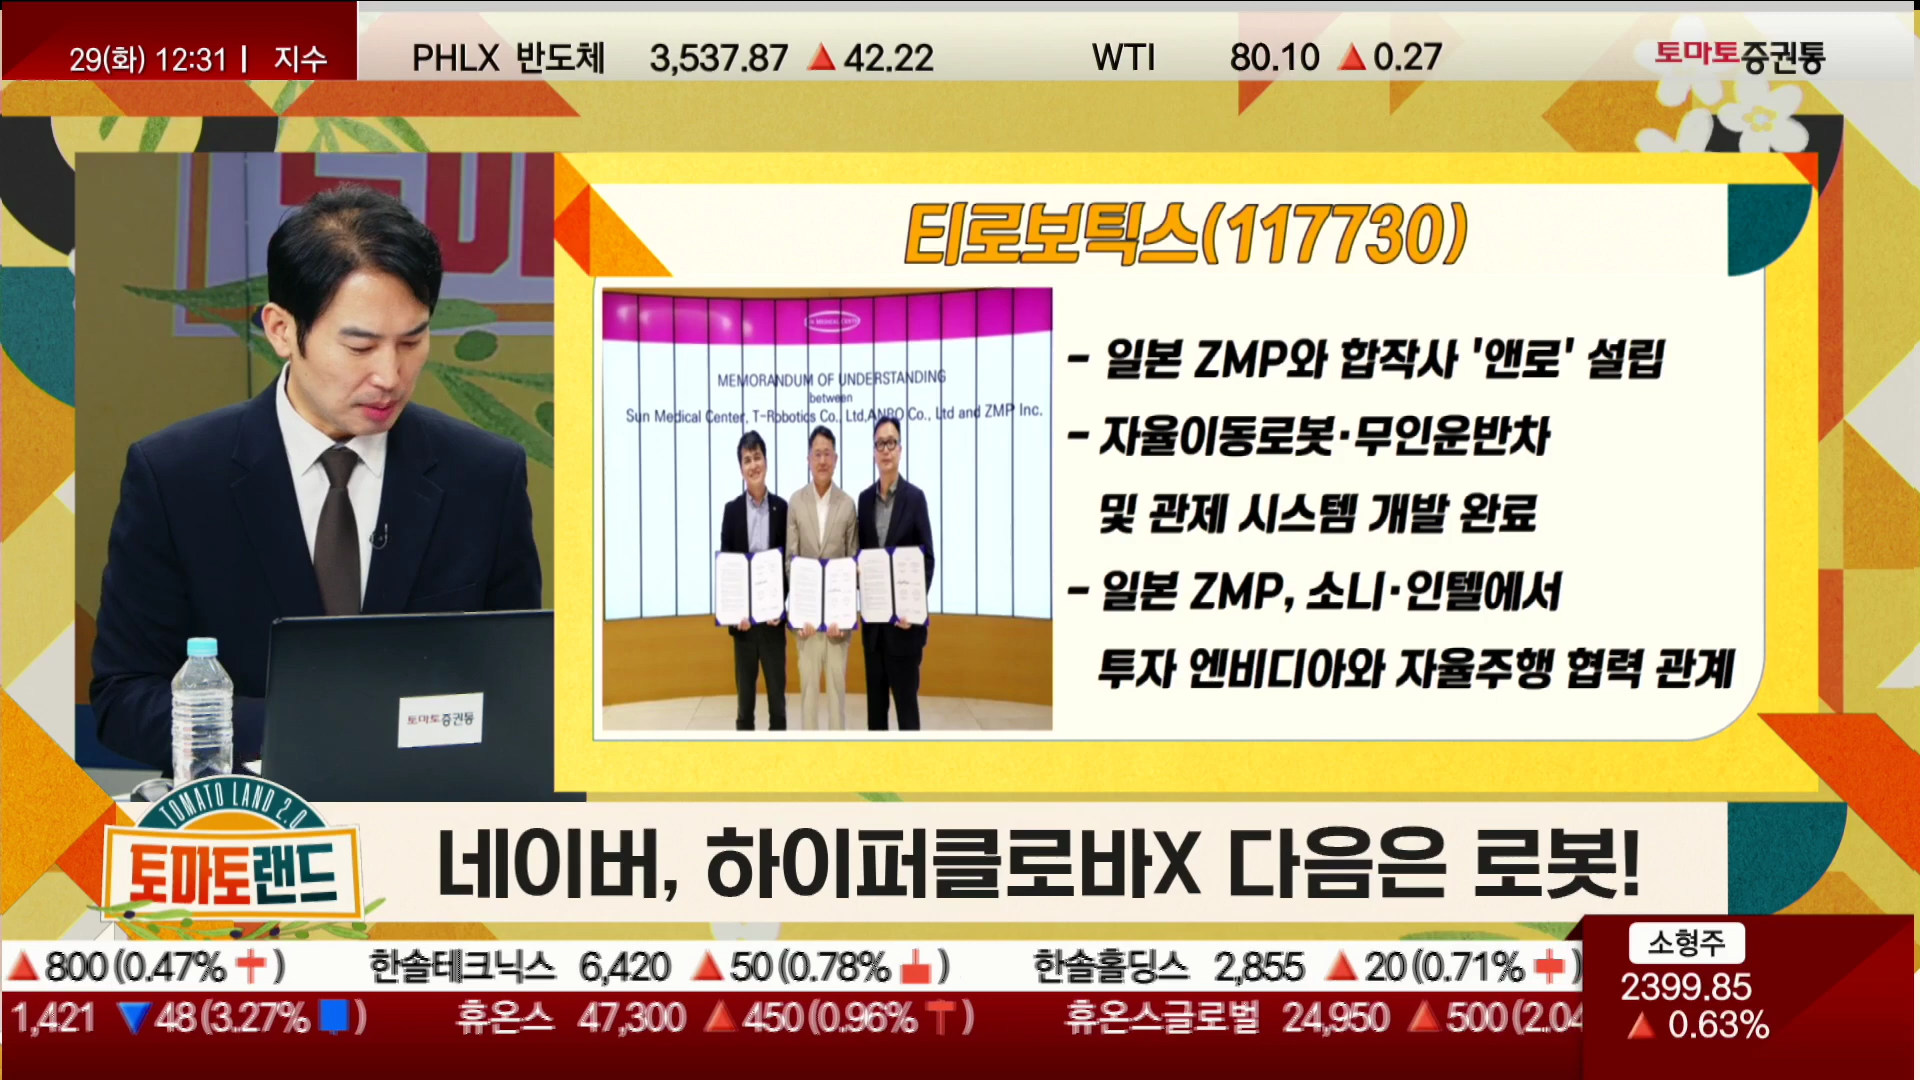 29(화) 12:31 | 지수
PHLX 반도체 3,537.87 ▲42.22
WTI 80.10 ▲0.27
토마토증권통
티로보틱스(117730)
MEMORANDUM OF UNDERSTANDING
between
Sun Medical Center, T-Robotics Co., Ltd,ANRO Co., Ltd and ZMP Inc.
- 일본 ZMP와 합작사 '앤로' 설립
- 자율이동로봇·무인운반차
및 관제 시스템 개발 완료
- 일본 ZMP, 소니·인텔에서
투자 엔비디아와 자율주행 협력 관계
토마토증권통
TOMATO LAND 2.0
토마토랜드
네이버, 하이퍼클로바X 다음은 로봇!
▲800(0.47%) 한솔테크닉스 6,420 ▲50(0.78%) 한솔홀딩스 2,855 ▲20(0.71%)
1,421 ▼48(3.27%) 휴온스 47,300 ▲450(0.96%) 휴온스글로벌 24,950 ▲500(2.04
소형주
2399.85
▲ 0.63%